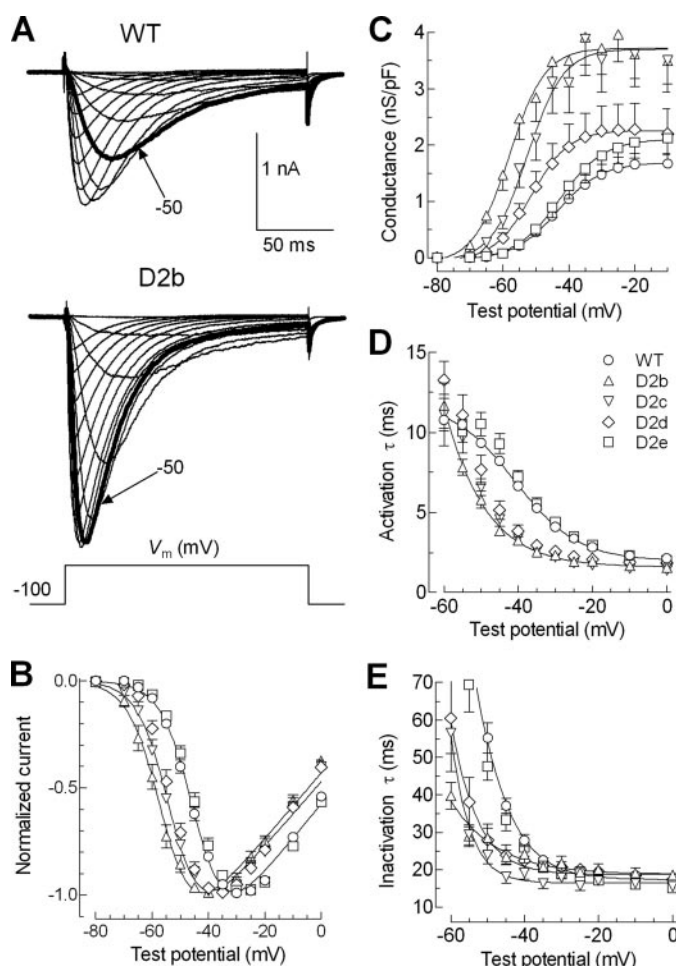 A
WT
-50
1 nA
50 ms
D2b
-50
Vm (mV)
-100
B
Normalized current
0.0
-0.5
-1.0
-80 -60 -40 -20 0
Test potential (mV)
C
Conductance (nS/pF)
4
3
2
1
0
-80 -60 -40 -20
Test potential (mV)
D
Activation τ (ms)
15
10
5
0
WT
D2b
D2c
D2d
D2e
-60 -40 -20 0
Test potential (mV)
E
Inactivation τ (ms)
70
60
50
40
30
20
10
-60 -40 -20 0
Test potential (mV)